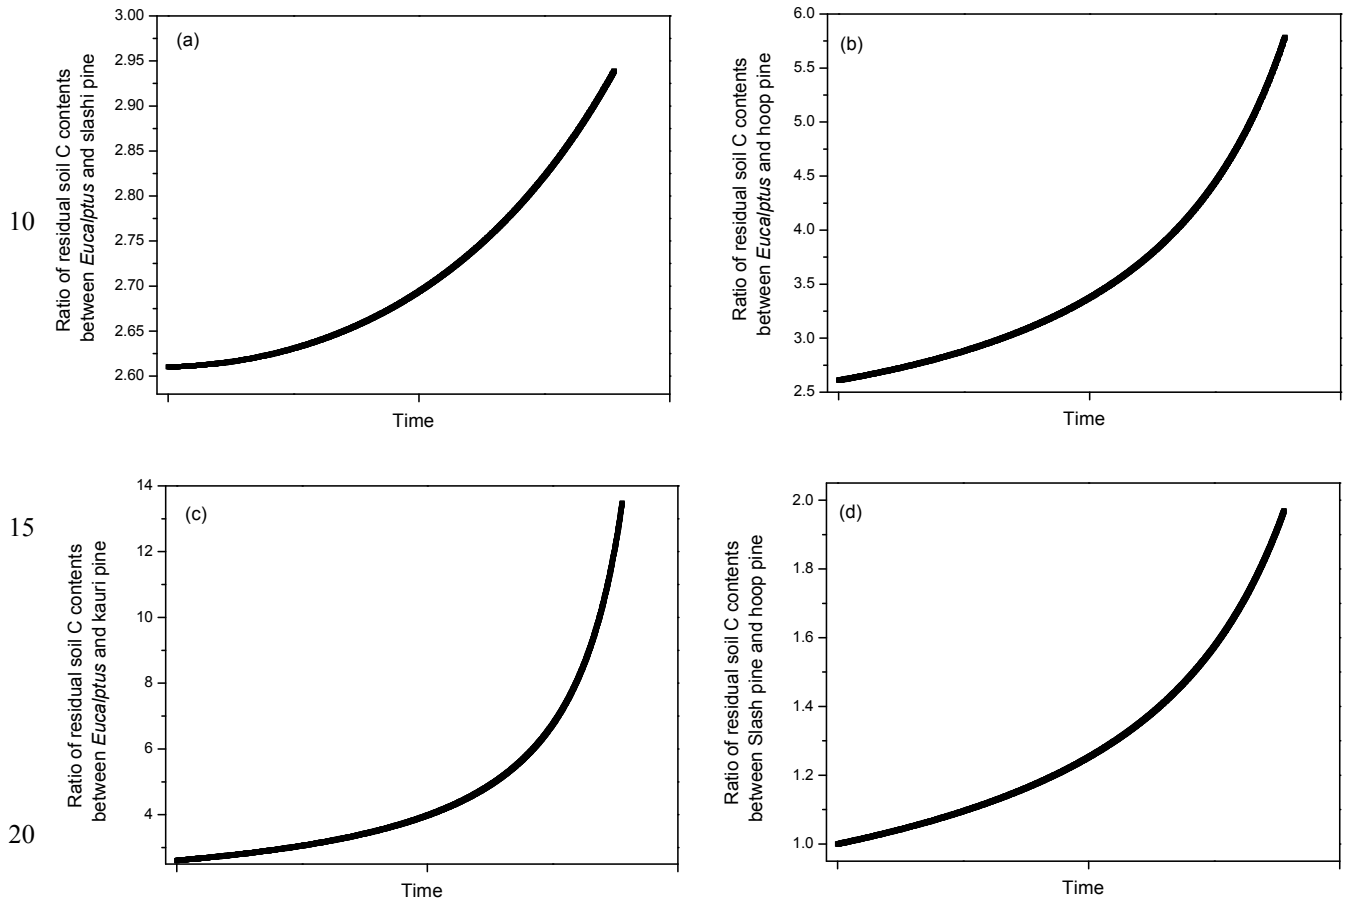 (a)
Ratio of residual soil C contents
between Eucalptus and slashi pine
3.00
2.95
2.90
2.85
2.80
2.75
2.70
2.65
2.60
Time
(b)
Ratio of residual soil C contents
between Eucalptus and hoop pine
6.0
5.5
5.0
4.5
4.0
3.5
3.0
2.5
Time
10
(c)
Ratio of residual soil C contents
between Eucalptus and kauri pine
14
12
10
8
6
4
Time
15
20
(d)
Ratio of residual soil C contents
between Slash pine and hoop pine
2.0
1.8
1.6
1.4
1.2
1.0
Time